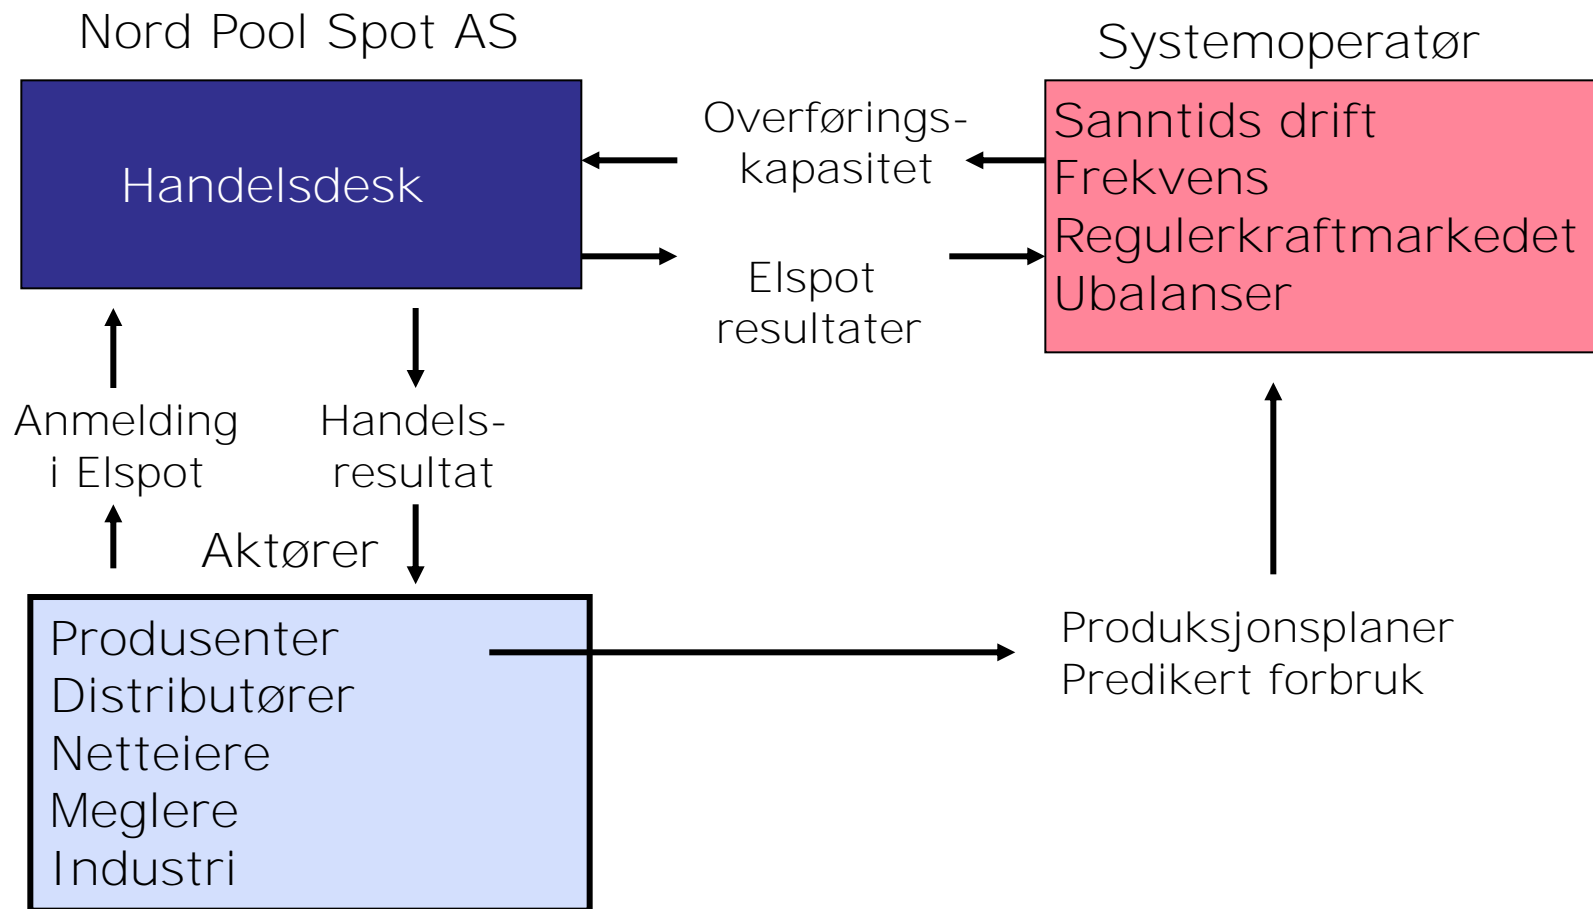 Nord Pool Spot AS
Systemoperatør
Handelsdesk
Overførings-
kapasitet
Sanntids drift
Frekvens
Regulerkraftmarkedet
Ubalanser
Elspot
resultater
Anmelding
i Elspot
Handels-
resultat
Aktører
Produsenter
Distributører
Netteiere
Meglere
Industri
Produksjonsplaner
Predikert forbruk